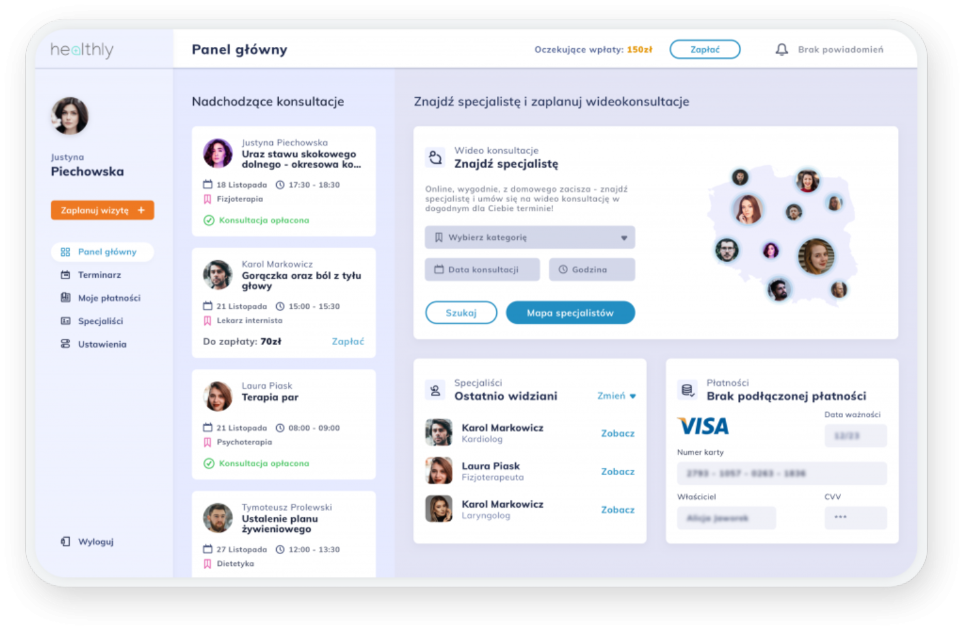 healthly
Panel główny
Oczekujące wpłaty: 150zł
Zapłać
Brak powiadomień
Justyna
Piechowska
Zaplanuj wizytę +
Panel główny
Terminarz
Moje płatności
Specjaliści
Ustawienia
Wyloguj
Nadchodzące konsultacje
Justyna Piechowska
Uraz stawu skokowego
dolnego - okresowa ko...
18 Listopada 17:30 - 18:30
Fizjoterapia
Konsultacja opłacona
Karol Markowicz
Gorączka oraz ból z tyłu
głowy
21 Listopada 15:00 - 15:30
Lekarz internista
Do zapłaty: 70zł Zapłać
Laura Piask
Terapia par
21 Listopada 08:00 - 09:00
Psychoterapia
Konsultacja opłacona
Tymoteusz Prolewski
Ustalenie planu
żywieniowego
27 Listopada 12:00 - 13:30
Dietetyka
Znajdź specjalistę i zaplanuj wideokonsultacje
Wideo konsultacje
Znajdź specjalistę
Online, wygodnie, z domowego zacisza - znajdź
specjalistę i umów się na wideo konsultację w
dogodnym dla Ciebie terminie!
Wybierz kategorię
Data konsultacji
Godzina
Szukaj
Mapa specjalistów
Specjaliści
Ostatnio widziani
Zmień
Karol Markowicz
Kardiolog
Zobacz
Laura Piask
Fizjoterapeuta
Zobacz
Karol Markowicz
Laryngolog
Zobacz
Płatności
Brak podłączonej płatności
VISA
Data ważności
12/23
Numer karty
Właściciel
CVV
***